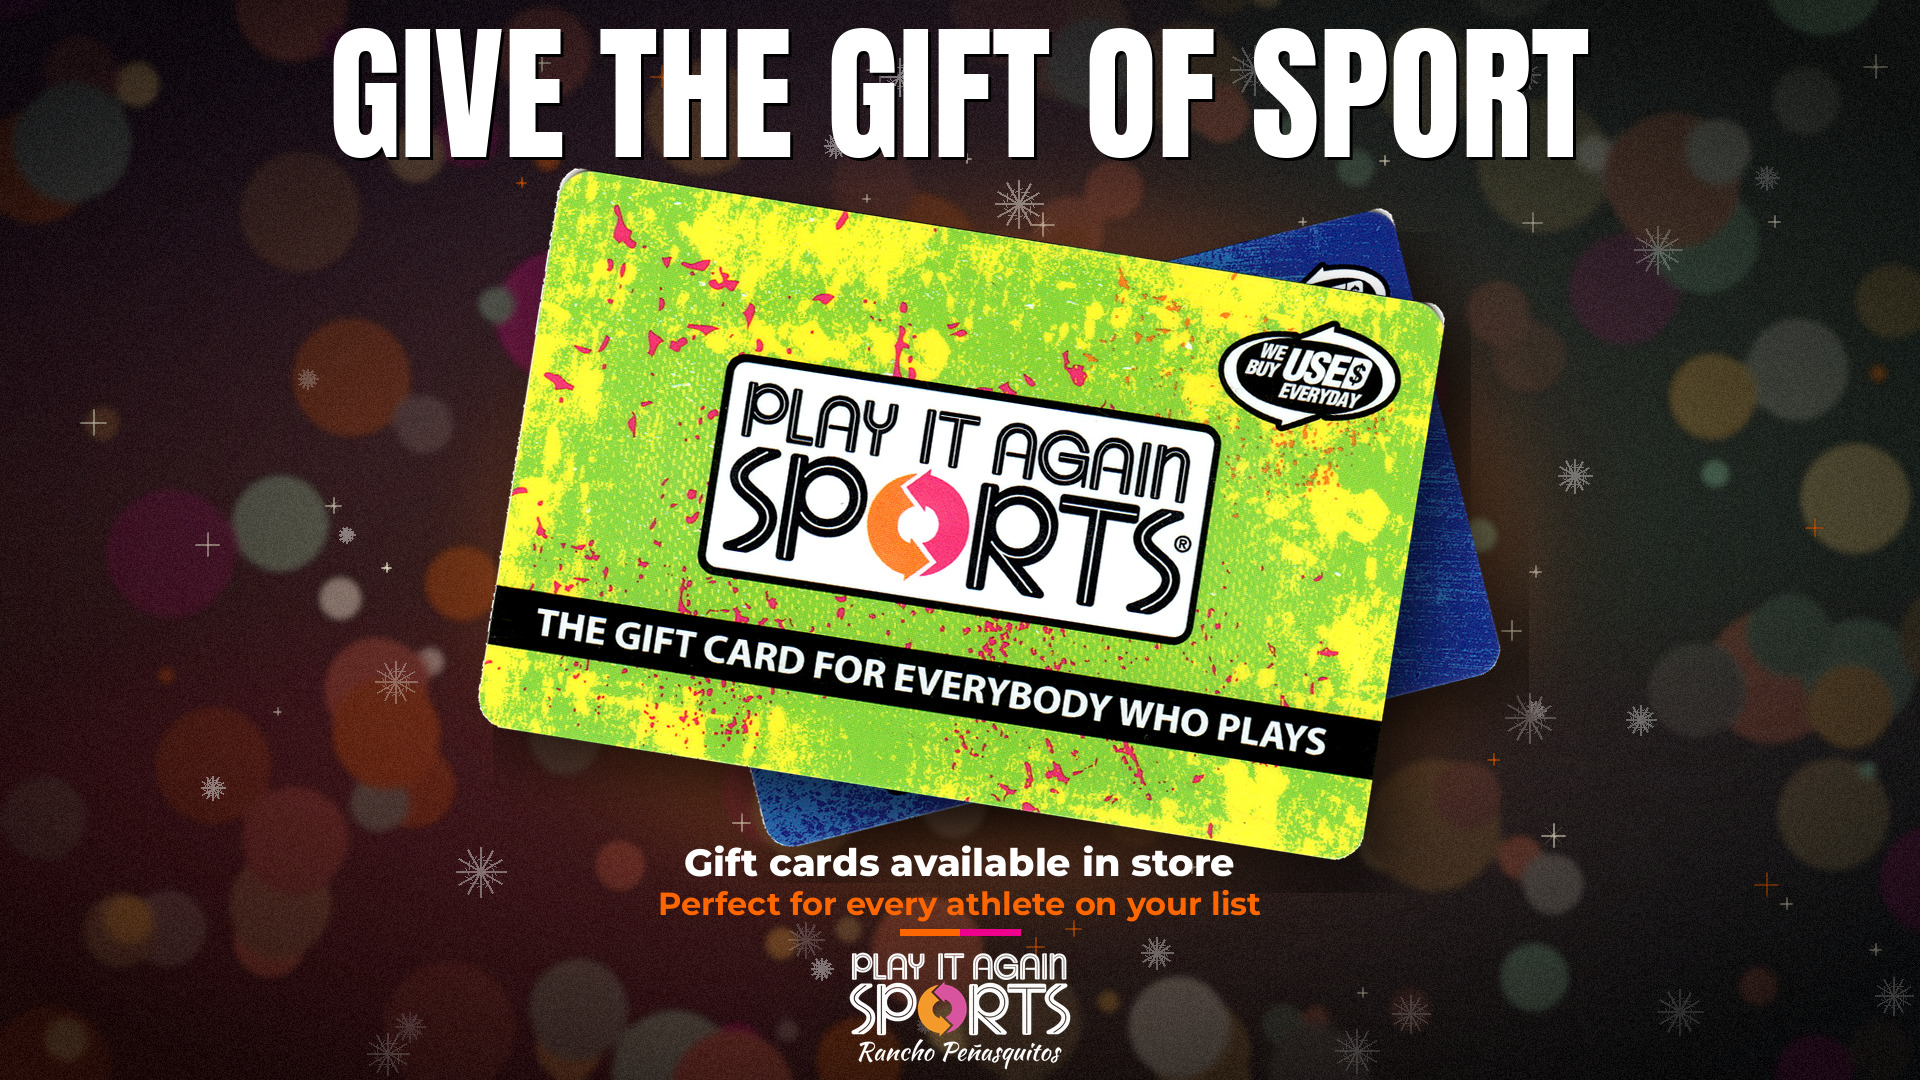 GIVE THE GIFT OF SPORT
WE
BUY USED
EVERYDAY
PLAY IT AGAIN
SPORTS®
THE GIFT CARD FOR EVERYBODY WHO PLAYS
Gift cards available in store
Perfect for every athlete on your list
PLAY IT AGAIN
SPORTS
Rancho Peñasquitos